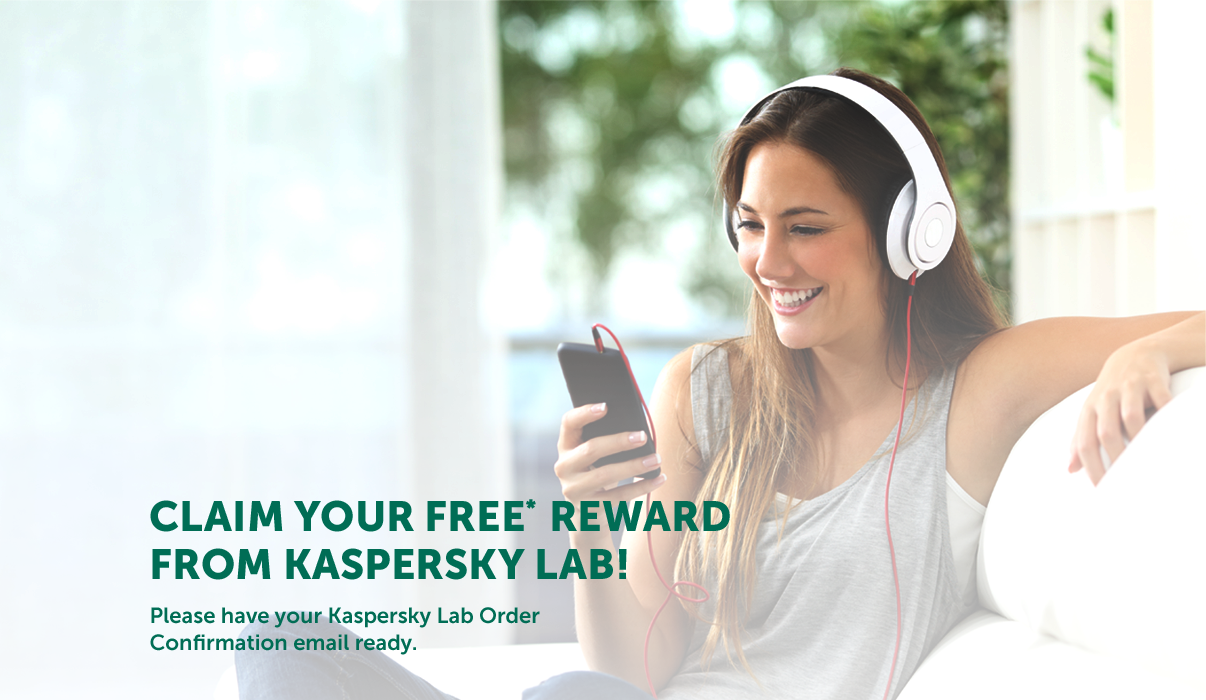 CLAIM YOUR FREE* REWARD
FROM KASPERSKY LAB!
Please have your Kaspersky Lab Order
Confirmation email ready.